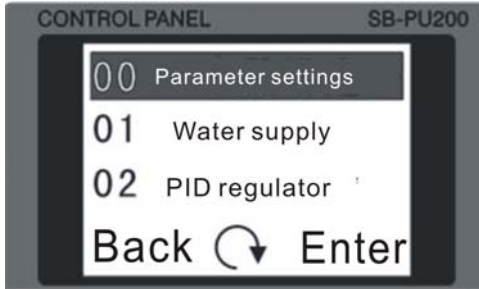 CONTROL PANEL SB-PU200
00 Parameter settings
01 Water supply
02 PID regulator
Back Enter